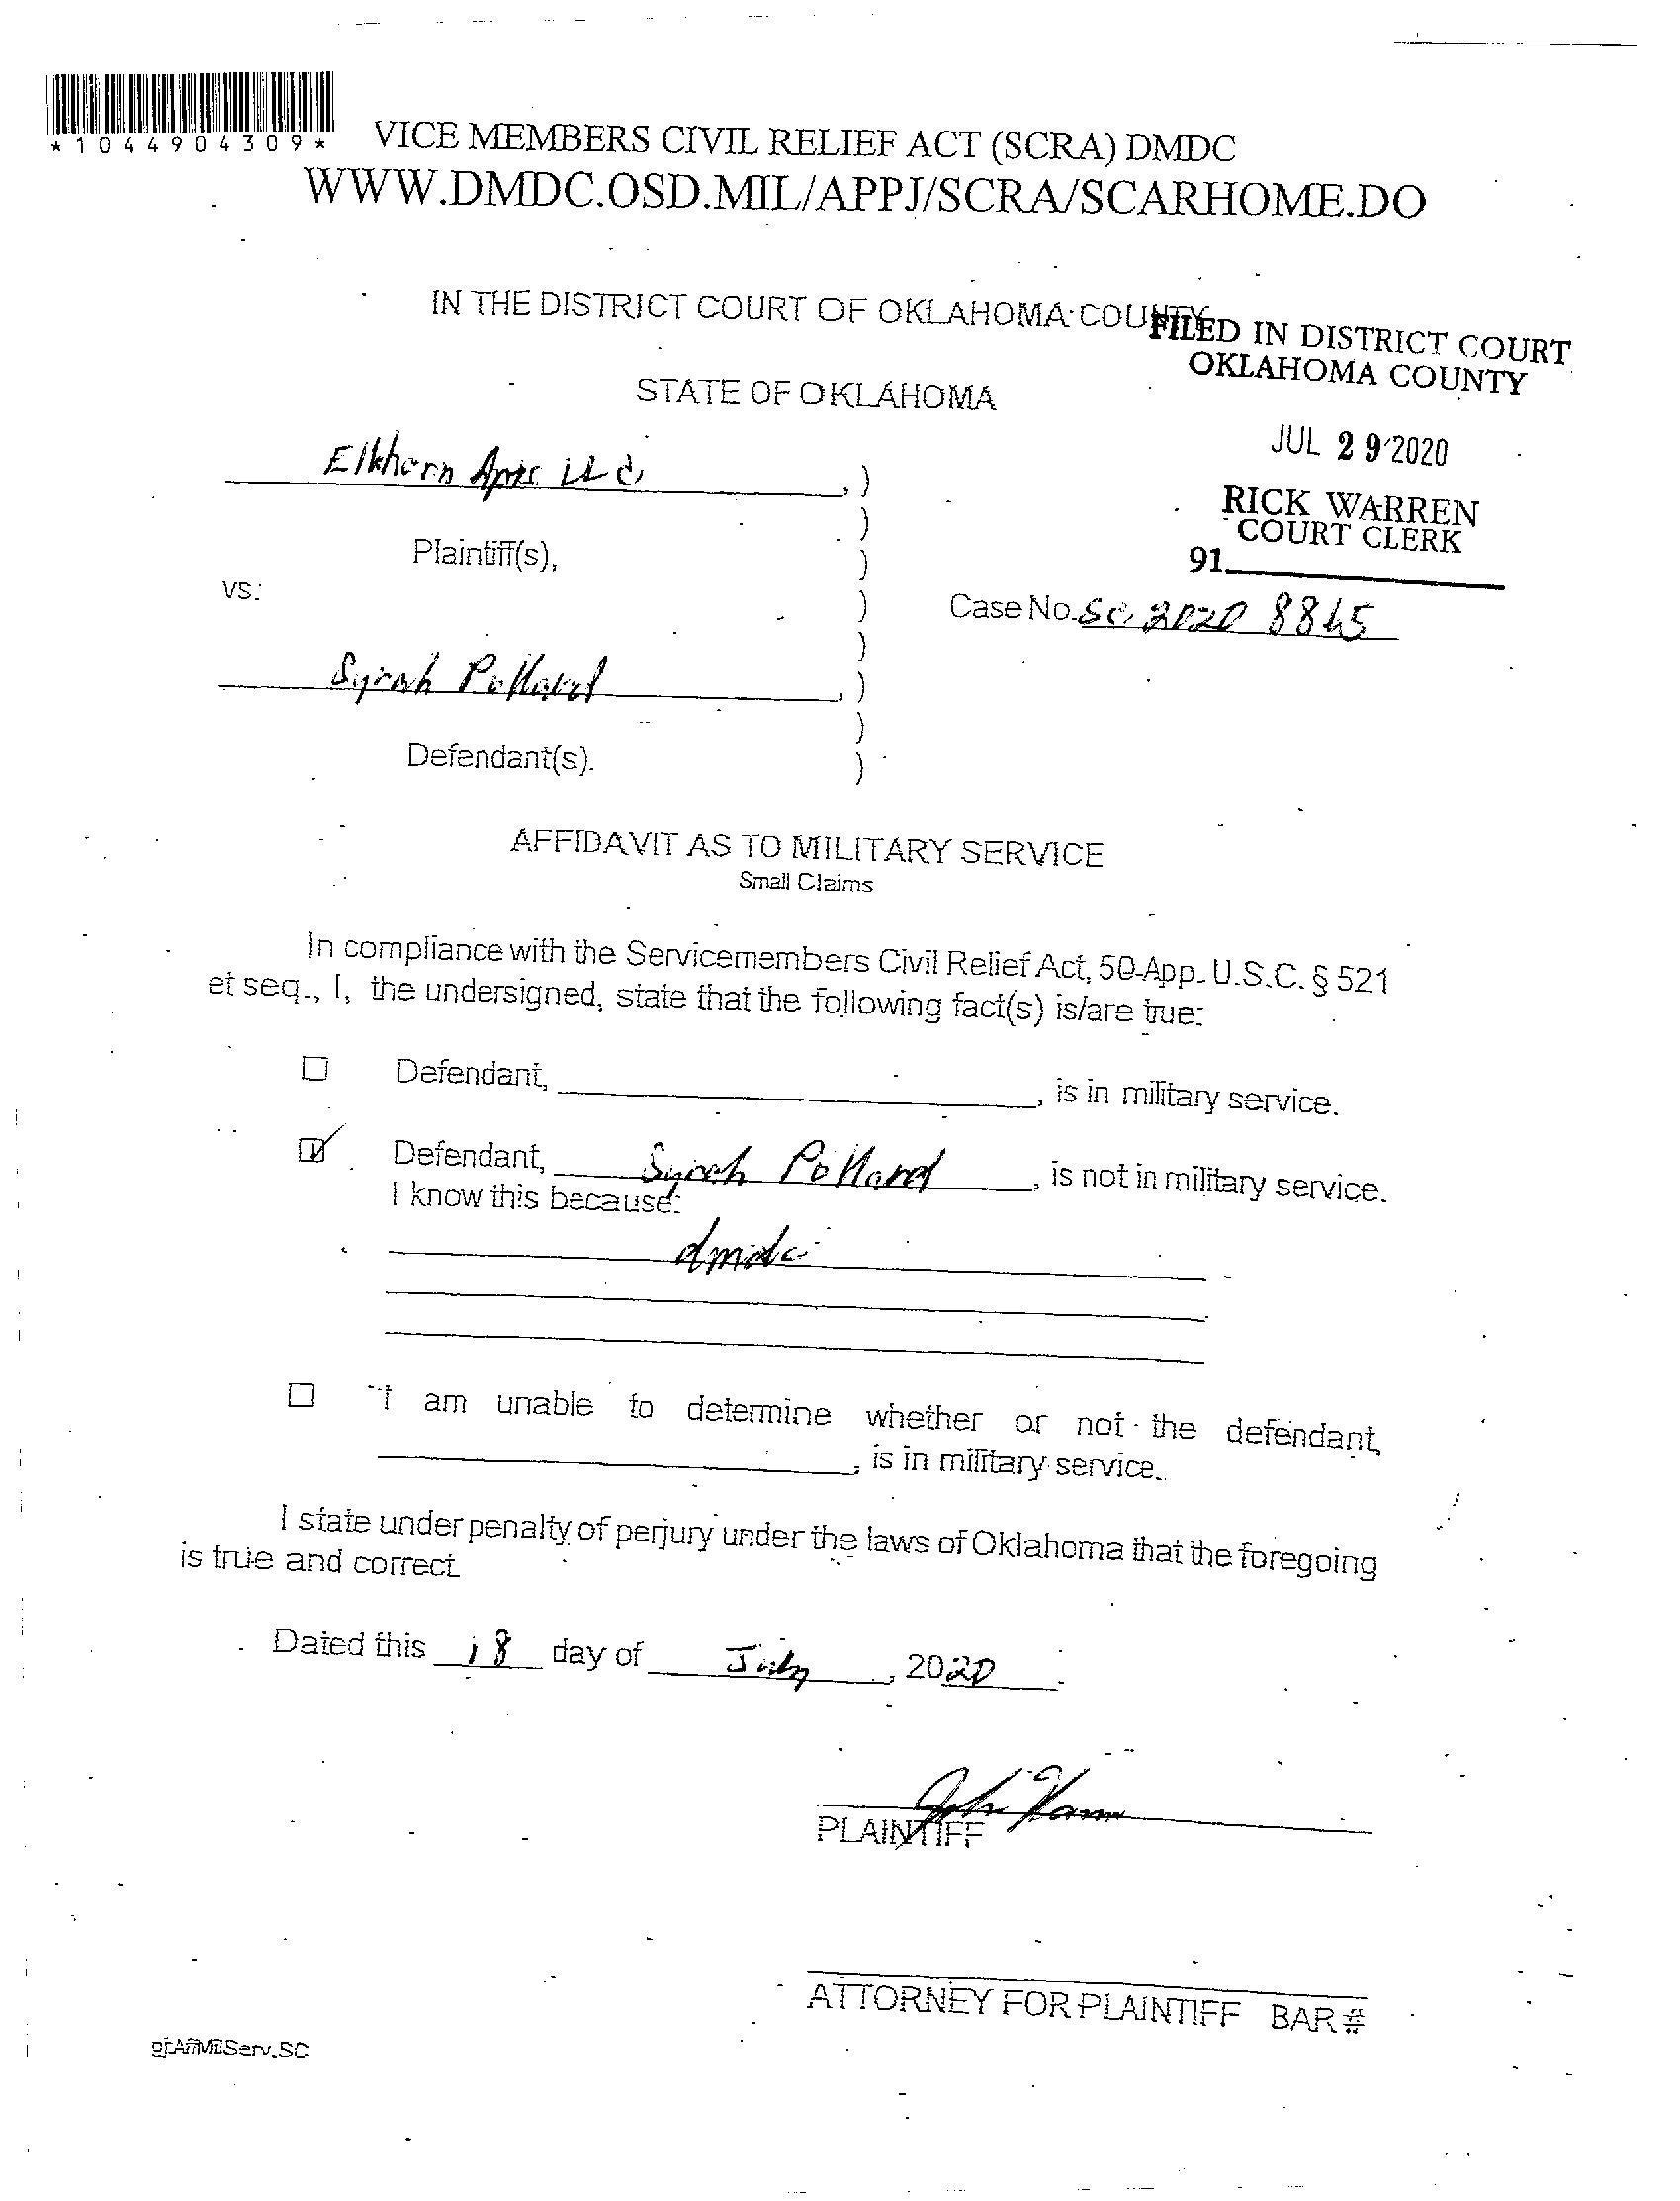 *1044904309*
VICE MEMBERS CIVIL RELIEF ACT (SCRA) DMDC
WWW.DMDC.OSD.MIL/APPJ/SCRA/SCARHOME.DO
IN THE DISTRICT COURT OF OKLAHOMA COUNTY
FILED IN DISTRICT COURT
OKLAHOMA COUNTY
STATE OF OKLAHOMA
JUL 29 2020
Elkhorn Apts. LLC, )
RICK WARREN
COURT CLERK
Plaintiff(s),
91
vs.
Case No. SC 2020 8865
Syrah Pollard, )
Defendant(s). )
AFFIDAVIT AS TO MILITARY SERVICE
Small Claims
In compliance with the Servicemembers Civil Relief Act, 50 App. U.S.C. § 521
et seq., I, the undersigned, state that the following fact(s) is/are true:
Defendant, , is in military service.
Defendant, Syrah Pollard, is not in military service.
I know this because:
dmdc
I am unable to determine whether or not the defendant,
, is in military service.
I state under penalty of perjury under the laws of Oklahoma that the foregoing
is true and correct.
Dated this 18 day of July, 2020.
PLAINTIFF
ATTORNEY FOR PLAINTIFF BAR #